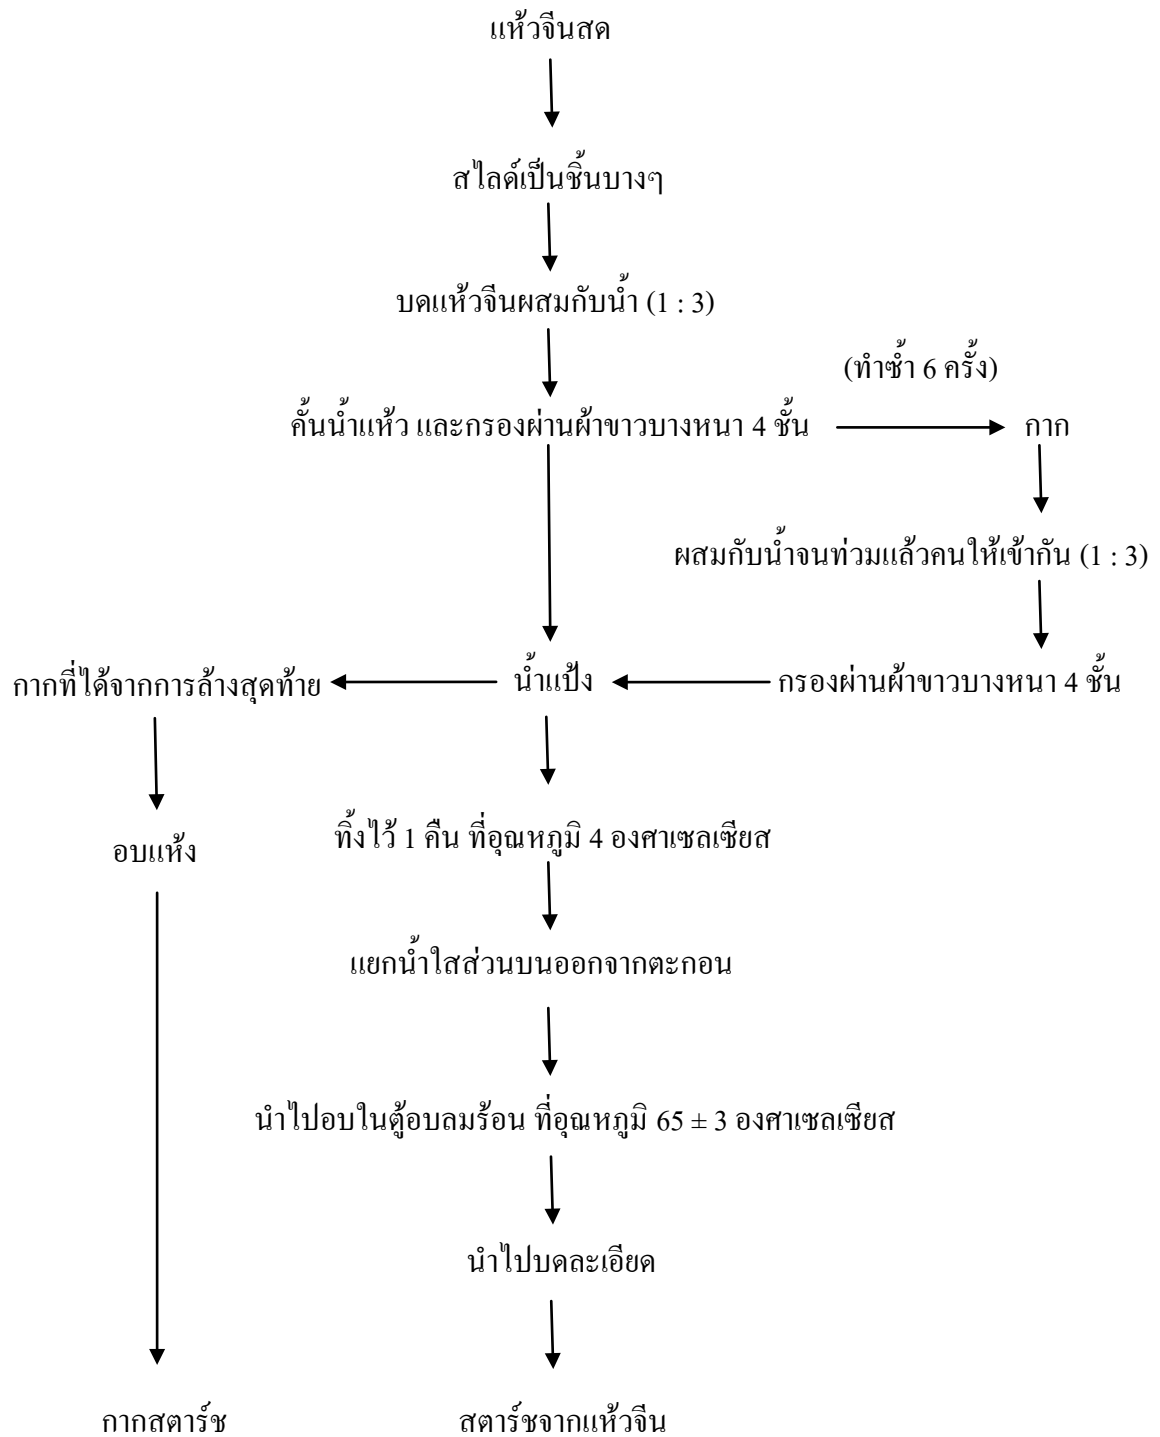 แห้วจีนสด
สไลด์เป็นชิ้นบางๆ
บดแห้วจีนผสมกับน้ำ (1 : 3)
(ทำซ้ำ 6 ครั้ง)
คั้นน้ำแห้ว และกรองผ่านผ้าขาวบางหนา 4 ชั้น
กาก
ผสมกับน้ำจนท่วมแล้วคนให้เข้ากัน (1 : 3)
กากที่ได้จากการล้างสุดท้าย
น้ำแป้ง
กรองผ่านผ้าขาวบางหนา 4 ชั้น
อบแห้ง
ทิ้งไว้ 1 คืน ที่อุณหภูมิ 4 องศาเซลเซียส
แยกน้ำใสส่วนบนออกจากตะกอน
นำไปอบในตู้อบลมร้อน ที่อุณหภูมิ 65 ± 3 องศาเซลเซียส
นำไปบดละเอียด
กากสตาร์ช
สตาร์ชจากแห้วจีน